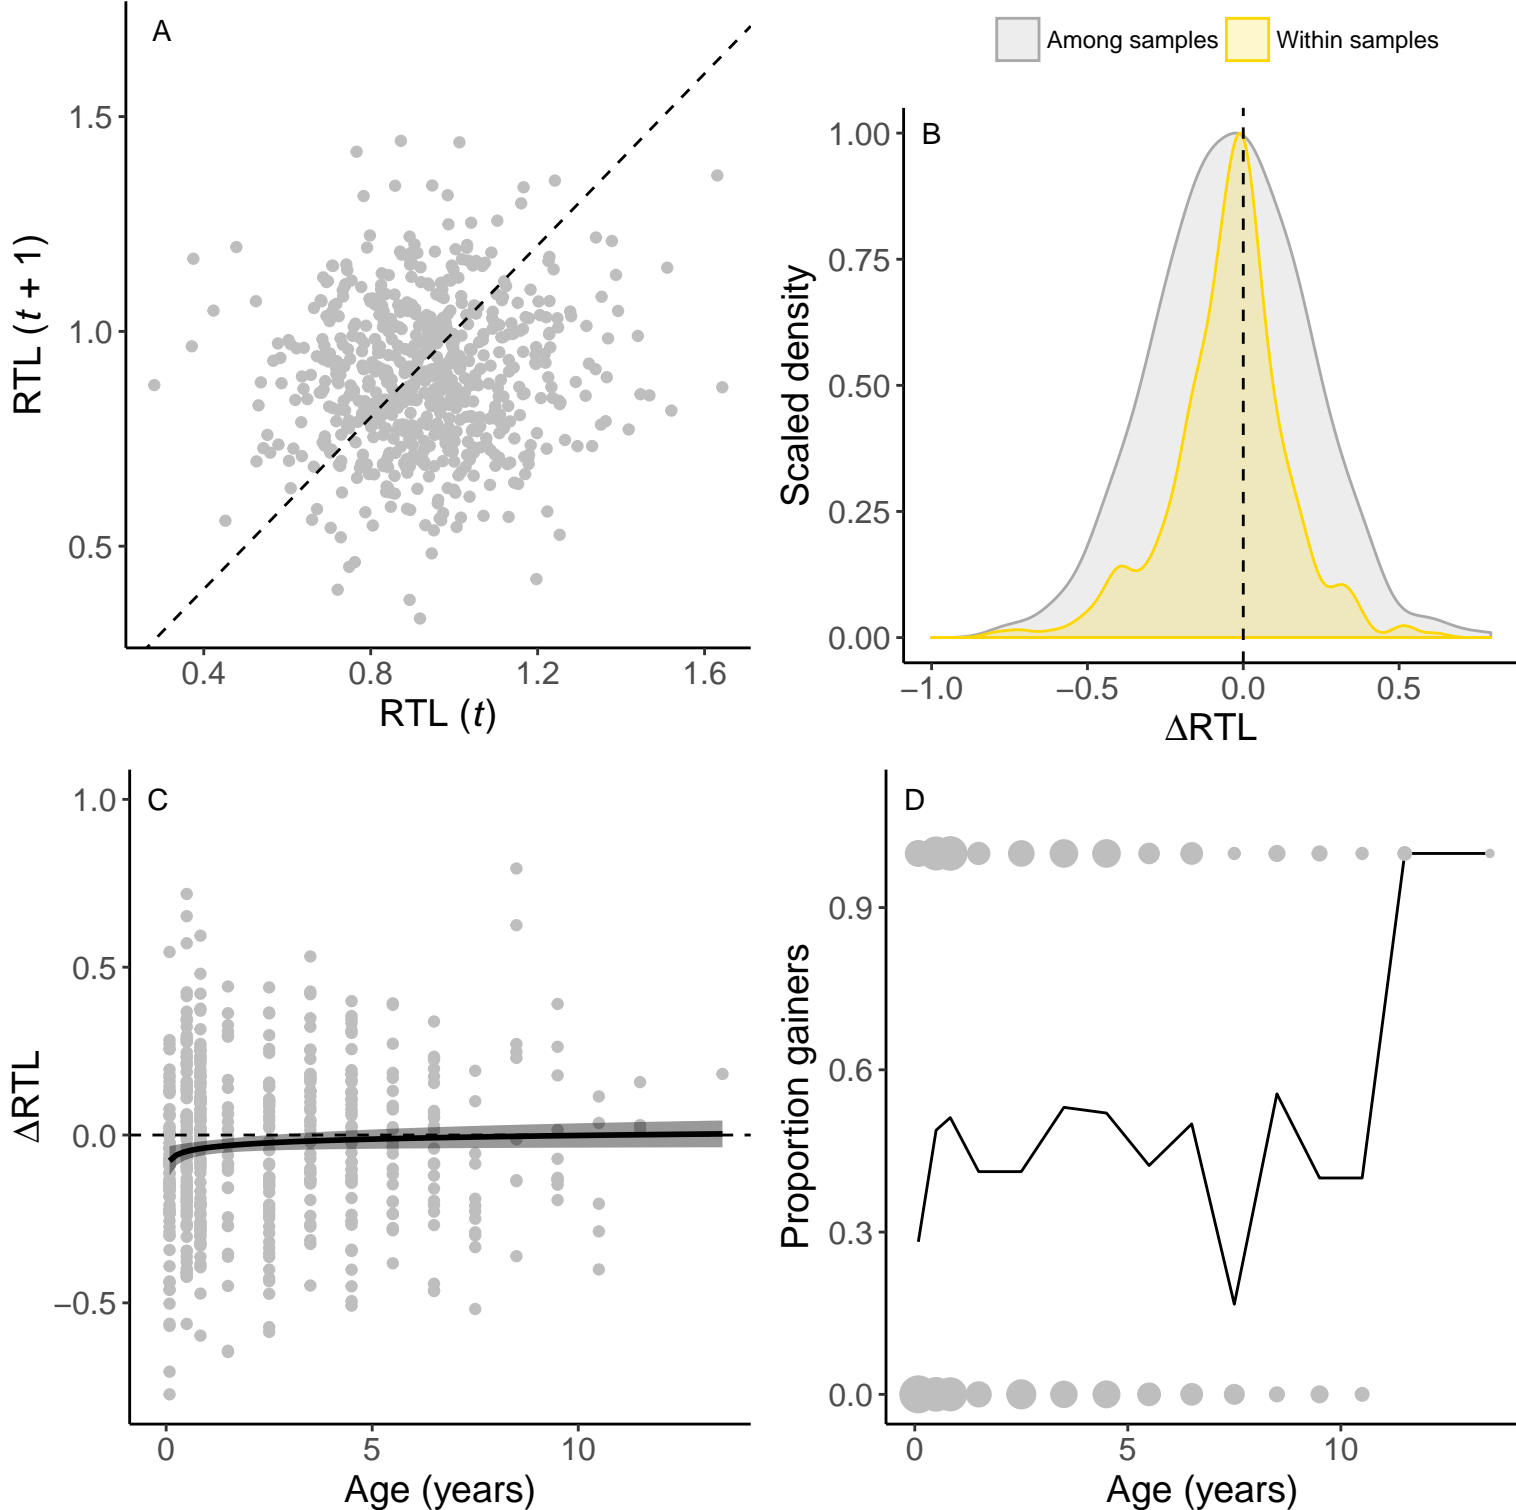 A
1.5
1.0
0.5
RTL (t + 1)
0.4 0.8 1.2 1.6
RTL (t)
Among samples Within samples
B
1.00
0.75
0.50
0.25
0.00
Scaled density
−1.0 −0.5 0.0 0.5
ΔRTL
C
1.0
0.5
0.0
−0.5
ΔRTL
0 5 10
Age (years)
D
0.9
0.6
0.3
0.0
Proportion gainers
0 5 10
Age (years)